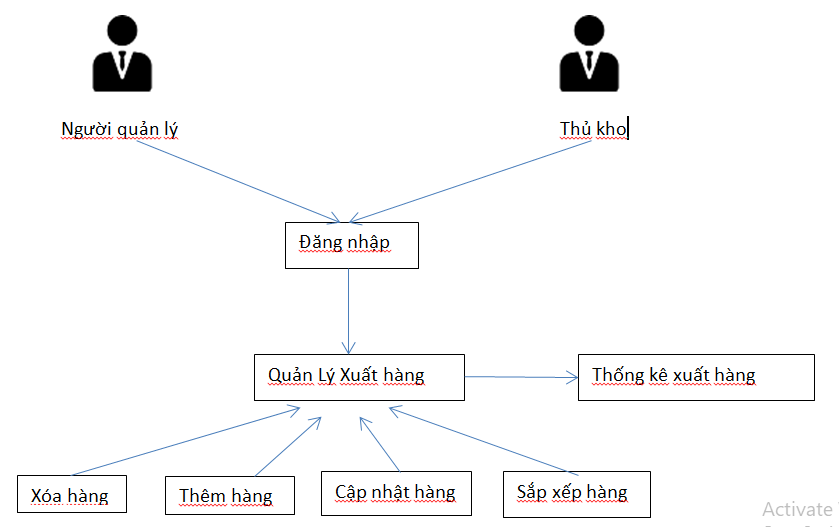 Người quản lý
Thủ kho
Đăng nhập
Quản Lý Xuất hàng
Thống kê xuất hàng
Xóa hàng
Thêm hàng
Cập nhật hàng
Sắp xếp hàng
Activate